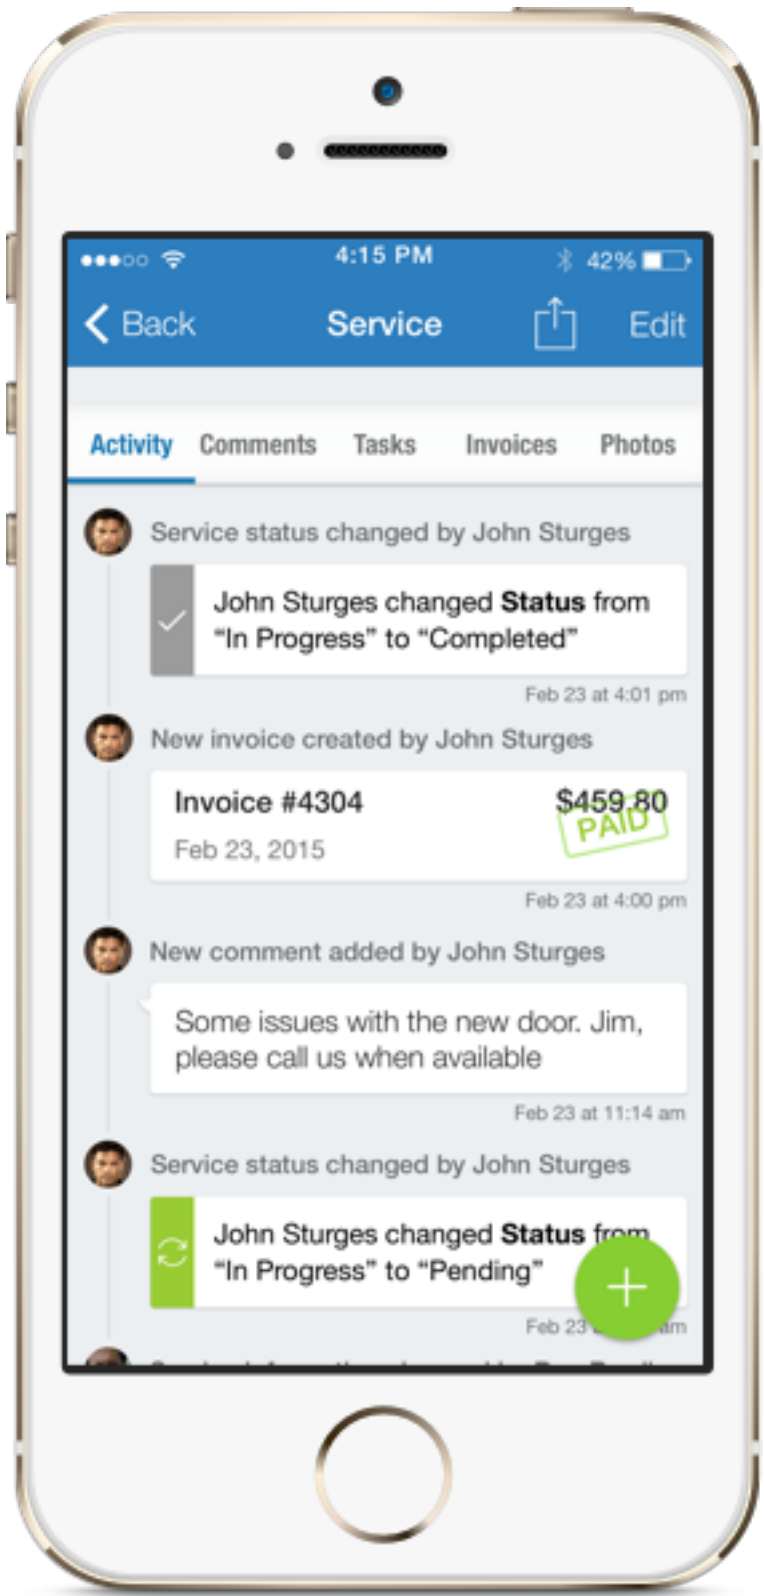 4:15 PM
42%
Back
Service
Edit
Activity
Comments
Tasks
Invoices
Photos
Service status changed by John Sturges
John Sturges changed Status from
“In Progress” to “Completed”
Feb 23 at 4:01 pm
New invoice created by John Sturges
Invoice #4304
$459.80
PAID
Feb 23, 2015
Feb 23 at 4:00 pm
New comment added by John Sturges
Some issues with the new door. Jim,
please call us when available
Feb 23 at 11:14 am
Service status changed by John Sturges
John Sturges changed Status from
“In Progress” to “Pending”
Feb 23 am